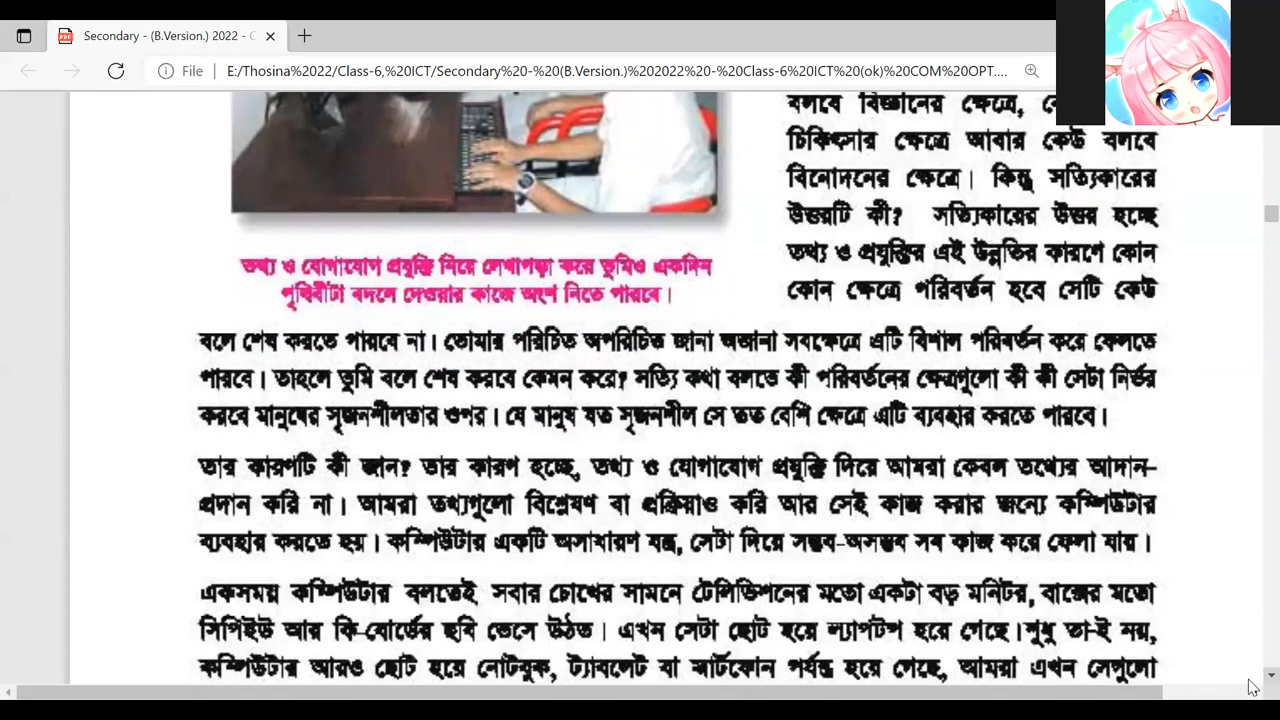 Secondary - (B.Version.) 2022 - C
File
E:/Thosina%2022/Class-6,%20ICT/Secondary%20-%20(B.Version.)%202022%20-%20Class-6%20ICT%20(ok)%20COM%20OPT....
বলবে বিজ্ঞানের ক্ষেত্রে,
চিকিৎসার ক্ষেত্রে আবার কেউ বলবে
বিনোদনের ক্ষেত্রে। কিন্তু সত্যিকারের
উত্তরটি কী? সত্যিকারের উত্তর হচ্ছে
তথ্য ও প্রযুক্তির এই উন্নতির কারণে কোন
কোন ক্ষেত্রে পরিবর্তন হবে সেটি কেউ
তথ্য ও যোগাযোগ প্রযুক্তি নিয়ে লেখাপড়া করে তুমিও একদিন
পৃথিবীটা বদলে দেওয়ার কাজে অংশ নিতে পারবে।
বলে শেষ করতে পারবে না। তোমার পরিচিত অপরিচিত জানা অজানা সবক্ষেত্রে এটি বিশাল পরিবর্তন করে ফেলতে
পারবে। তাহলে তুমি বলে শেষ করবে কেমন করে? সত্যি কথা বলতে কী পরিবর্তনের ক্ষেত্রগুলো কী কী সেটা নির্ভর
করবে মানুষের সৃজনশীলতার ওপর। যে মানুষ যত সৃজনশীল সে তত বেশি ক্ষেত্রে এটি ব্যবহার করতে পারবে।
তার কারণটি কী জান? তার কারণ হচ্ছে, তথ্য ও যোগাযোগ প্রযুক্তি দিয়ে আমরা কেবল তথ্যের আদান-
প্রদান করি না। আমরা তথ্যগুলো বিশ্লেষণ বা প্রক্রিয়াও করি আর সেই কাজ করার জন্যে কম্পিউটার
ব্যবহার করতে হয়। কম্পিউটার একটি অসাধারণ যন্ত্র, সেটা দিয়ে সম্ভব-অসম্ভব সব কাজ করে ফেলা যায়।
একসময় কম্পিউটার বলতেই সবার চোখের সামনে টেলিভিশনের মতো একটা বড় মনিটর, বাক্সের মতো
সিপিইউ আর কি-বোর্ডের ছবি ভেসে উঠত। এখন সেটা ছোট হয়ে ল্যাপটপ হয়ে গেছে। শুধু তা-ই নয়,
কম্পিউটার আরও ছোট হয়ে নোটবুক, ট্যাবলেট বা স্মার্টফোন পর্যন্ত হয়ে গেছে, আমরা এখন সেগুলো